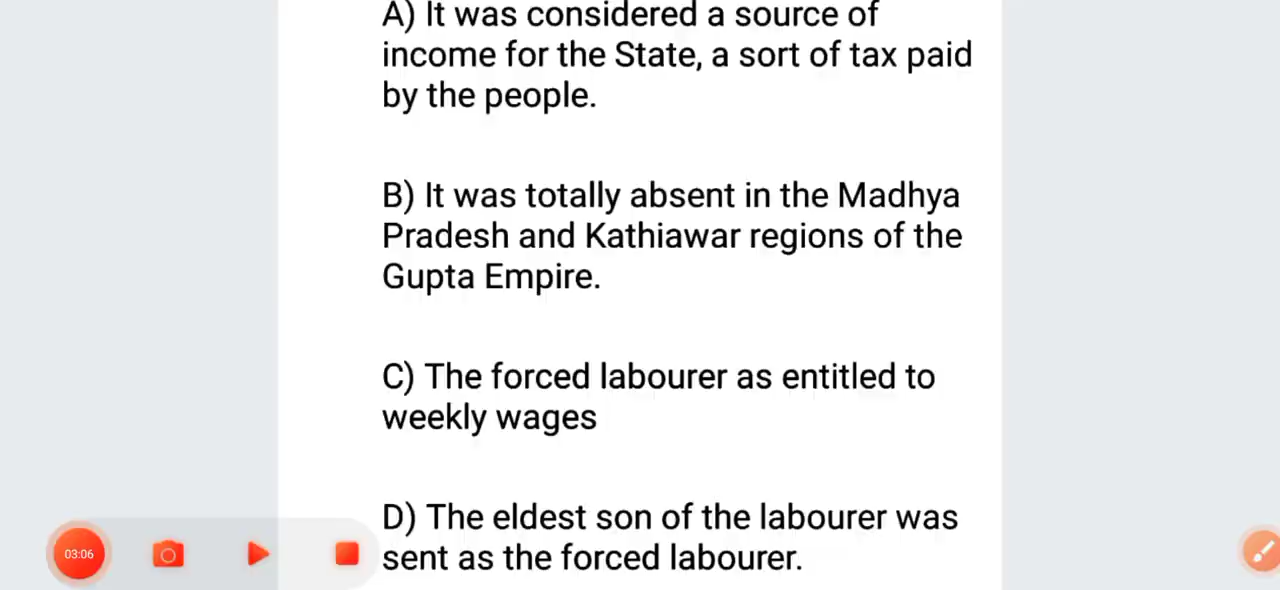 A) It was considered a source of
income for the State, a sort of tax paid
by the people.
B) It was totally absent in the Madhya
Pradesh and Kathiawar regions of the
Gupta Empire.
C) The forced labourer as entitled to
weekly wages
D) The eldest son of the labourer was
sent as the forced labourer.
03:06